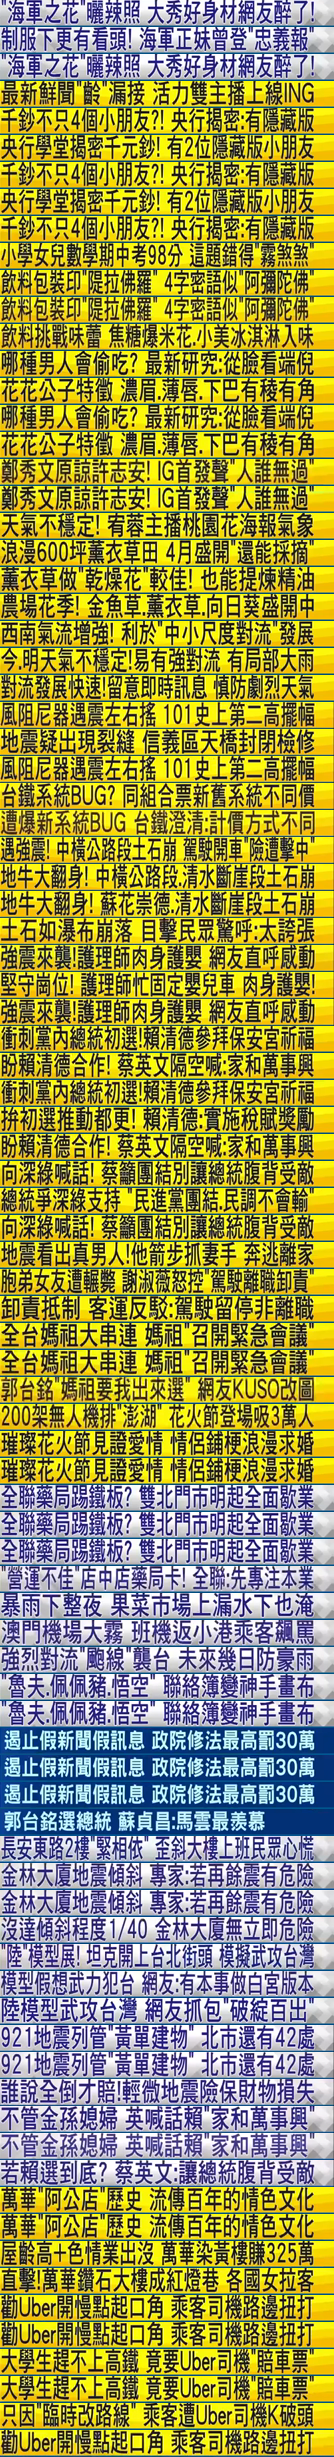 "海軍之花"曬辣照 大秀好身材網友醉了!
制服下更有看頭! 海軍正妹曾登"忠義報"
"海軍之花"曬辣照 大秀好身材網友醉了!
最新鮮聞"齡"漏接 活力雙主播上線ING
千鈔不只4個小朋友?! 央行揭密:有隱藏版
央行學堂揭密千元鈔! 有2位隱藏版小朋友
千鈔不只4個小朋友?! 央行揭密:有隱藏版
央行學堂揭密千元鈔! 有2位隱藏版小朋友
千鈔不只4個小朋友?! 央行揭密:有隱藏版
小學女兒數學期中考98分 這題錯得"霧煞煞"
飲料包裝印"隄拉佛羅" 4字密語似"阿彌陀佛"
飲料包裝印"隄拉佛羅" 4字密語似"阿彌陀佛"
飲料挑戰味蕾 焦糖爆米花.小美冰淇淋入味
哪種男人會偷吃? 最新研究:從臉看端倪
花花公子特徵 濃眉.薄唇.下巴有稜有角
哪種男人會偷吃? 最新研究:從臉看端倪
花花公子特徵 濃眉.薄唇.下巴有稜有角
鄭秀文原諒許志安! IG首發聲"人誰無過"
鄭秀文原諒許志安! IG首發聲"人誰無過"
天氣不穩定! 宥蓉主播桃園花海報氣象
浪漫600坪薰衣草田 4月盛開"還能採摘"
薰衣草做"乾燥花"較佳! 也能提煉精油
農場花季! 金魚草.薰衣草.向日葵盛開中
西南氣流增強! 利於"中小尺度對流"發展
今.明天氣不穩定!易有強對流 有局部大雨
對流發展快速!留意即時訊息 慎防劇烈天氣
風阻尼器遇震左右搖 101史上第二高擺幅
地震疑出現裂縫 信義區天橋封閉檢修
風阻尼器遇震左右搖 101史上第二高擺幅
台鐵系統BUG? 同組合票新舊系統不同價
遭爆新系統BUG 台鐵澄清:計價方式不同
遇強震! 中橫公路段土石崩 駕駛開車"險遭擊中"
地牛大翻身! 中橫公路段.清水斷崖段土石崩
地牛大翻身! 蘇花崇德.清水斷崖段土石崩
土石如瀑布崩落 目擊民眾驚呼:太誇張
強震來襲!護理師肉身護嬰 網友直呼感動
堅守崗位! 護理師忙固定嬰兒車 肉身護嬰!
強震來襲!護理師肉身護嬰 網友直呼感動
衝刺黨內總統初選!賴清德參拜保安宮祈福
盼賴清德合作! 蔡英文隔空喊:家和萬事興
衝刺黨內總統初選!賴清德參拜保安宮祈福
拚初選推動都更! 賴清德:實施稅賦獎勵
盼賴清德合作! 蔡英文隔空喊:家和萬事興
向深綠喊話! 蔡籲團結別讓總統腹背受敵
總統爭深綠支持 "民進黨團結.民調不會輸"
向深綠喊話! 蔡籲團結別讓總統腹背受敵
地震看出真男人!他箭步抓妻手 奔逃離家
胞弟女友遭輾斃 謝淑薇怒控"駕駛離職卸責"
卸責抵制 客運反駁:駕駛留停非離職
全台媽祖大串連 媽祖"召開緊急會議"
全台媽祖大串連 媽祖"召開緊急會議"
郭台銘"媽祖要我出來選" 網友KUSO改圖
200架無人機排"澎湖" 花火節登場吸3萬人
璀璨花火節見證愛情 情侶鋪梗浪漫求婚
璀璨花火節見證愛情 情侶鋪梗浪漫求婚
全聯藥局踢鐵板? 雙北門市明起全面歇業
全聯藥局踢鐵板? 雙北門市明起全面歇業
全聯藥局踢鐵板? 雙北門市明起全面歇業
"營運不佳"店中店藥局卡! 全聯:先專注本業
暴雨下整夜 果菜市場上漏水下也淹
澳門機場大霧 班機返小港乘客飆罵
強烈對流"颮線"襲台 未來幾日防豪雨
"魯夫.佩佩豬.悟空" 聯絡簿變神手畫布
"魯夫.佩佩豬.悟空" 聯絡簿變神手畫布
遏止假新聞假訊息 政院修法最高罰30萬
遏止假新聞假訊息 政院修法最高罰30萬
遏止假新聞假訊息 政院修法最高罰30萬
郭台銘選總統 蘇貞昌:馬雲最羨慕
長安東路2樓"緊相依" 歪斜大樓上班民眾心慌
金林大廈地震傾斜 專家:若再餘震有危險
金林大廈地震傾斜 專家:若再餘震有危險
沒達傾斜程度1/40 金林大廈無立即危險
"陸"模型展! 坦克開上台北街頭 模擬武攻台灣
模型假想武力犯台 網友:有本事做白宮版本
陸模型武攻台灣 網友抓包"破綻百出"
921地震列管"黃單建物" 北市還有42處
921地震列管"黃單建物" 北市還有42處
誰說全倒才賠!輕微地震險保財物損失
不管金孫媳婦 英喊話賴"家和萬事興"
不管金孫媳婦 英喊話賴"家和萬事興"
若賴選到底? 蔡英文:讓總統腹背受敵
萬華"阿公店"歷史 流傳百年的情色文化
萬華"阿公店"歷史 流傳百年的情色文化
屋齡高+色情業出沒 萬華染黃樓賺325萬
直擊!萬華鑽石大樓成紅燈巷 各國女拉客
勸Uber開慢點起口角 乘客司機路邊扭打
勸Uber開慢點起口角 乘客司機路邊扭打
大學生趕不上高鐵 竟要Uber司機"賠車票"
大學生趕不上高鐵 竟要Uber司機"賠車票"
只因"臨時改路線" 乘客遭Uber司機K破頭
勸Uber開慢點起口角 乘客司機路邊扭打